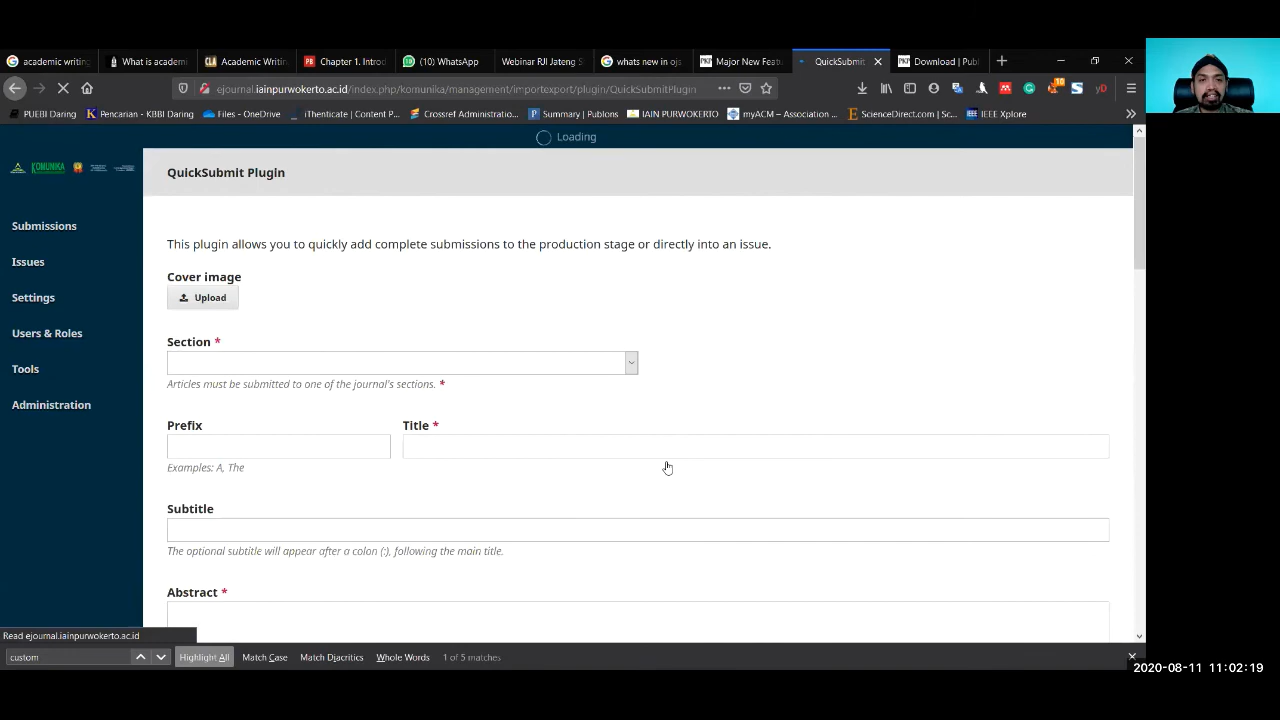 academic writing
What is academi
Academic Writin
Chapter 1. Introd
(10) WhatsApp
Webinar RJI Jateng S
whats new in ojs
Major New Feat
QuickSubmit
Download | Publ
ejournal.iainpurwokerto.ac.id/index.php/komunika/management/importexport/plugin/QuickSubmitPlugin
PUEBI Daring
Pencarian - KBBI Daring
Files - OneDrive
iThenticate | Content P...
Crossref Administratio...
Summary | Publons
IAIN PURWOKERTO
myACM – Association ...
ScienceDirect.com | Sc...
IEEE Xplore
Loading
KOMUNIKA
QuickSubmit Plugin
Submissions
Issues
Settings
Users & Roles
Tools
Administration
This plugin allows you to quickly add complete submissions to the production stage or directly into an issue.
Cover image
Upload
Section *
Articles must be submitted to one of the journal's sections. *
Prefix
Title *
Examples: A, The
Subtitle
The optional subtitle will appear after a colon (:), following the main title.
Abstract *
Read ejournal.iainpurwokerto.ac.id
custom
Highlight All
Match Case
Match Diacritics
Whole Words
1 of 5 matches
2020-08-11 11:02:19